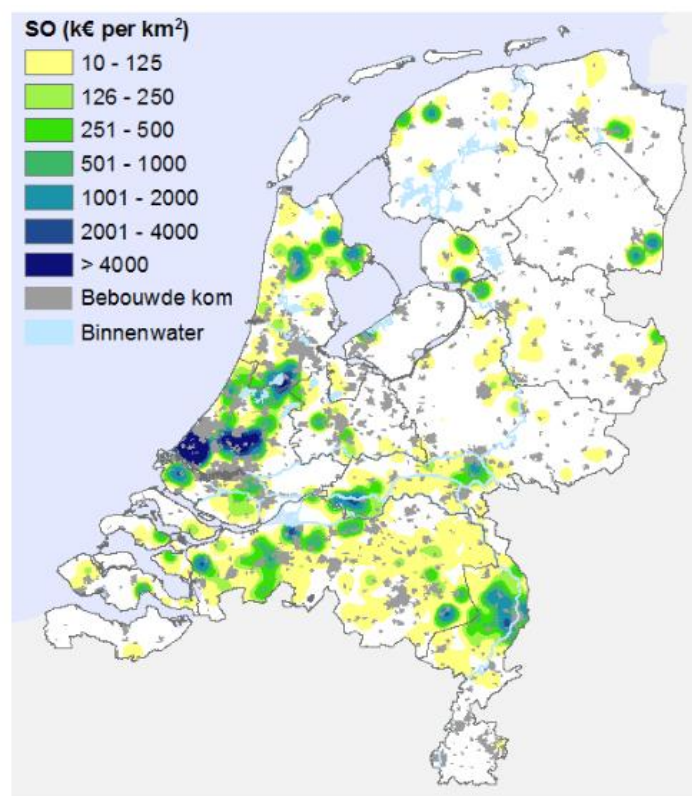 SO (k€ per km²)
10 - 125
126 - 250
251 - 500
501 - 1000
1001 - 2000
2001 - 4000
> 4000
Bebouwde kom
Binnenwater